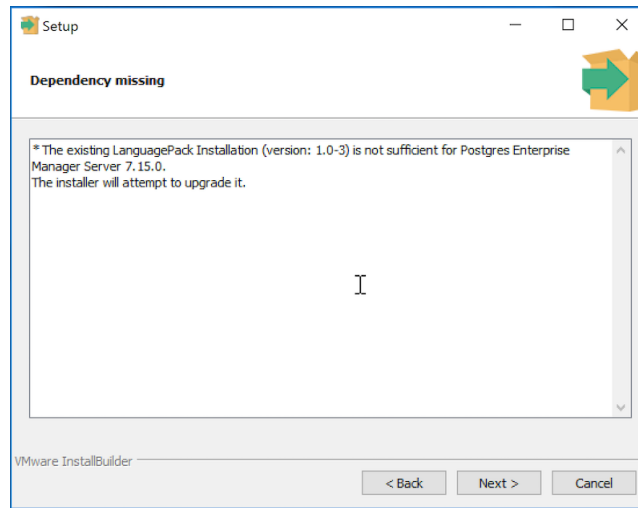 Setup
Dependency missing
* The existing LanguagePack Installation (version: 1.0-3) is not sufficient for Postgres Enterprise
Manager Server 7.15.0.
The installer will attempt to upgrade it.
VMware InstallBuilder
< Back
Next >
Cancel